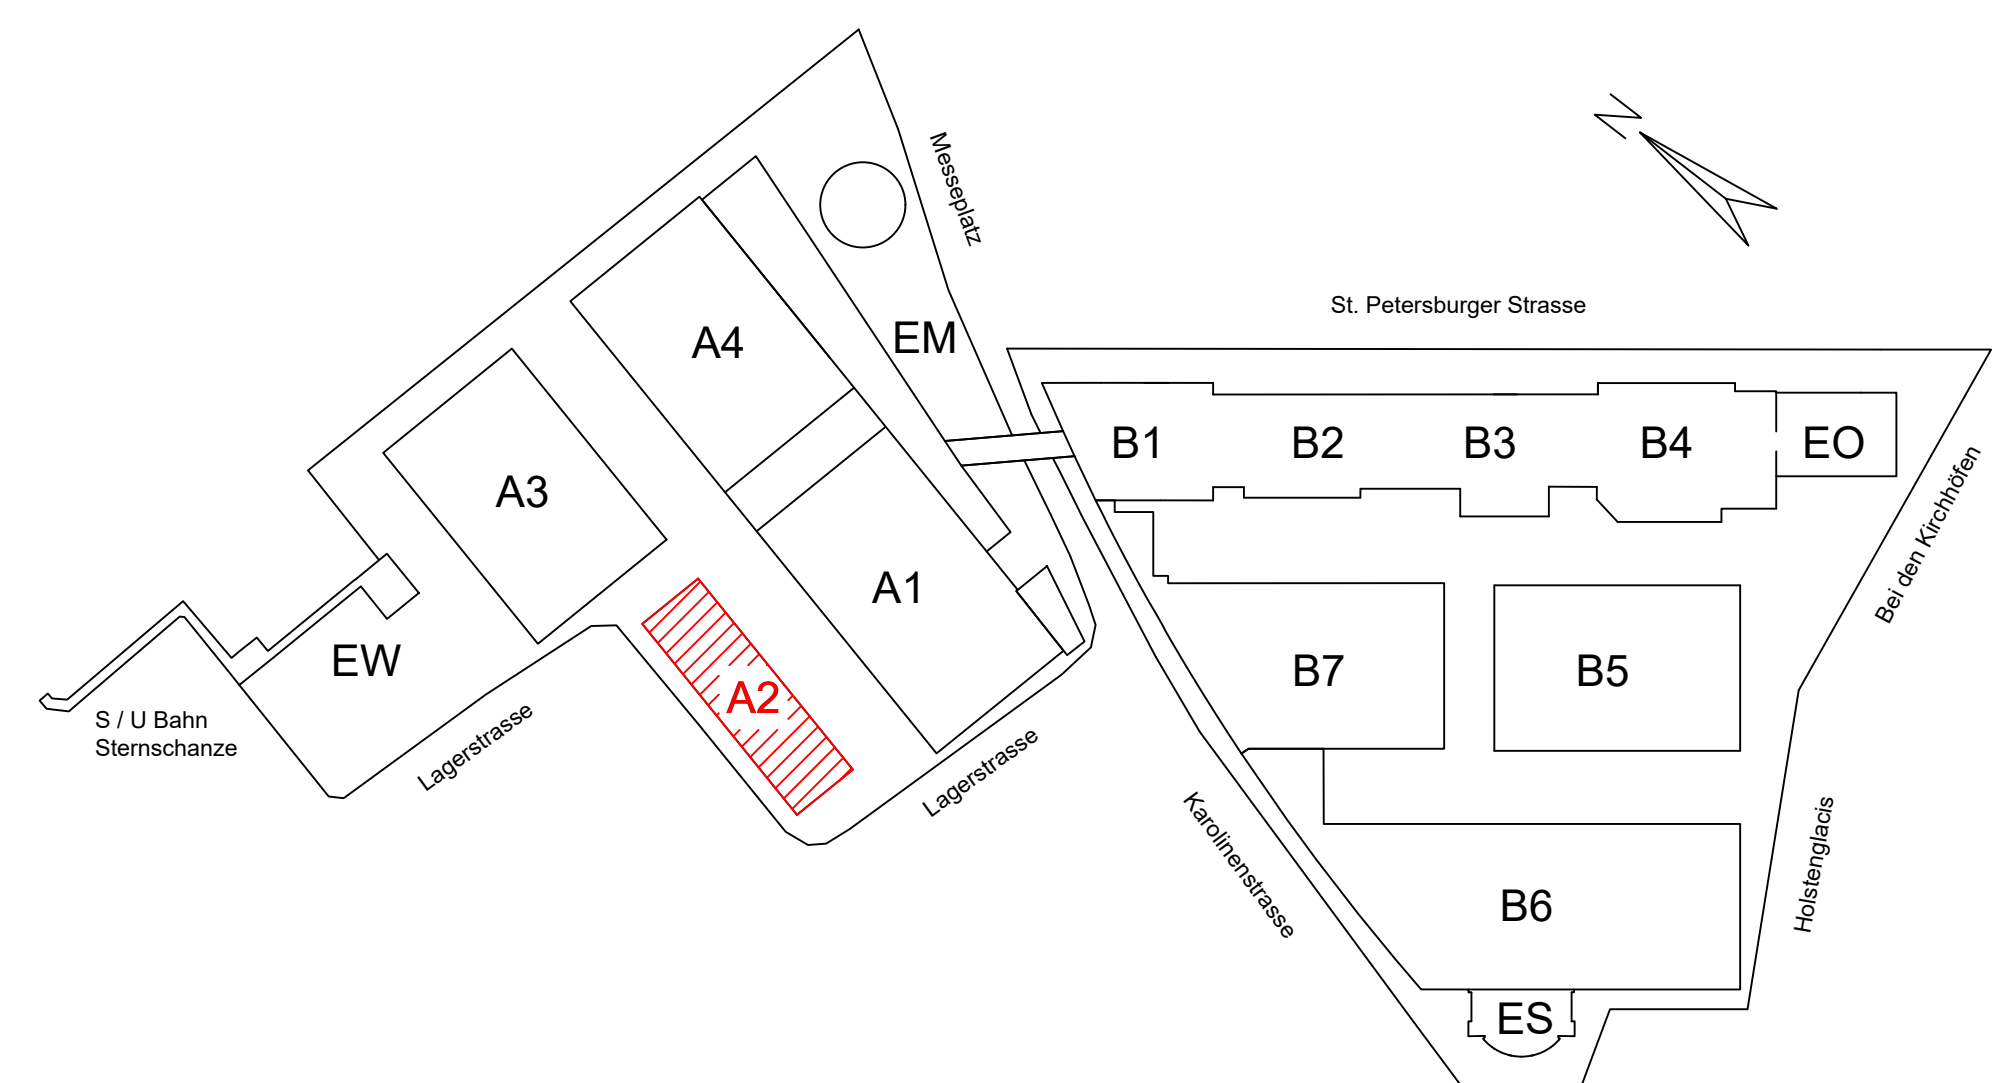 N
Messeplatz
St. Petersburger Strasse
A4
EM
A3
B1
B2
B3
B4
EO
Bei den Kirchhöfen
A1
EW
A2
B7
B5
S / U Bahn
Sternschanze
Lagerstrasse
Lagerstrasse
Karolinenstrasse
Holstenglacis
B6
ES